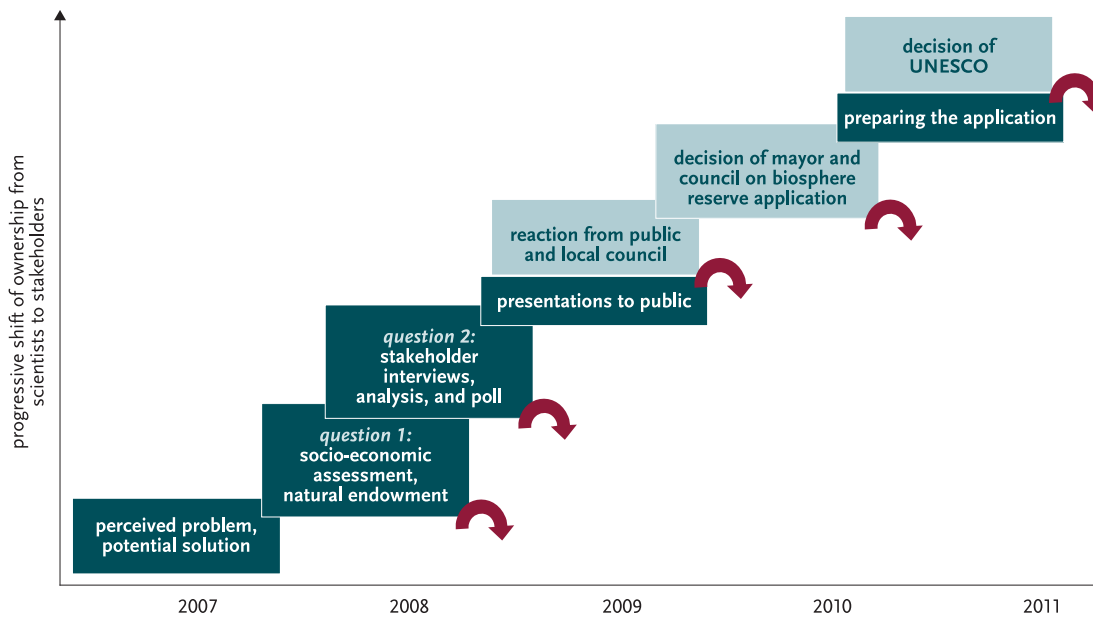 decision of
UNESCO
preparing the application
decision of mayor and
council on biosphere
reserve application
reaction from public
and local council
presentations to public
question 2:
stakeholder
interviews,
analysis, and poll
question 1:
socio-economic
assessment,
natural endowment
perceived problem,
potential solution
progressive shift of ownership from
scientists to stakeholders
2007
2008
2009
2010
2011